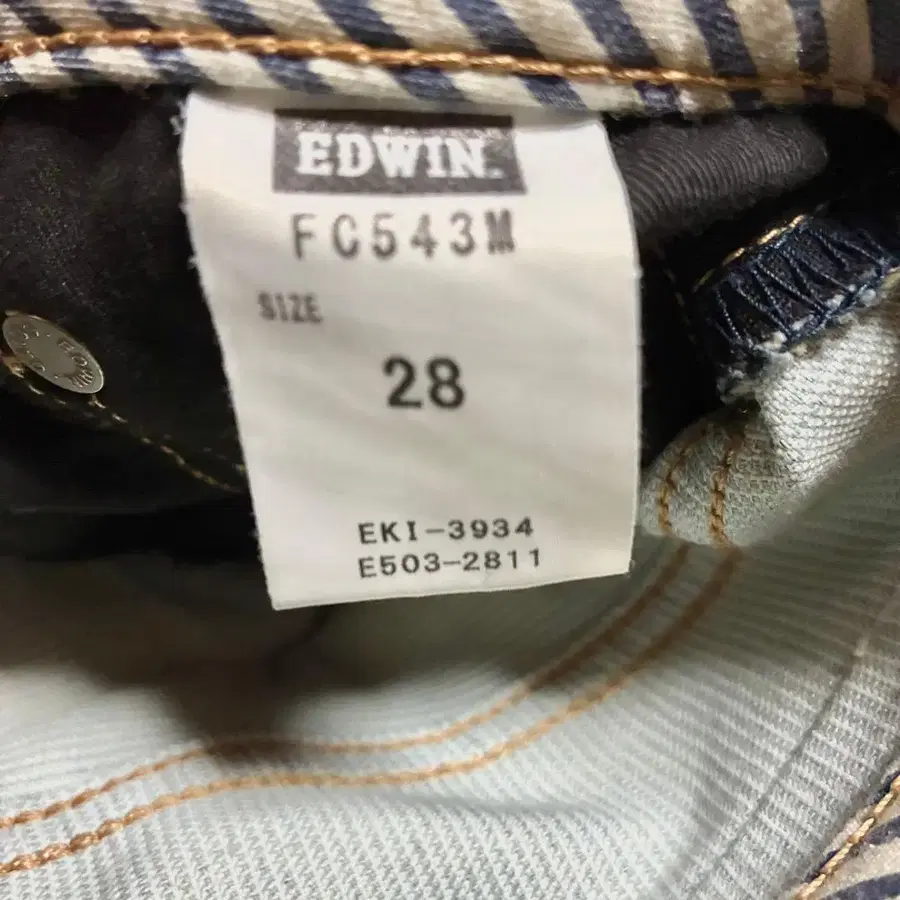 EDWIN.
FC543M
SIZE
28
EKI-3934
E503-2811